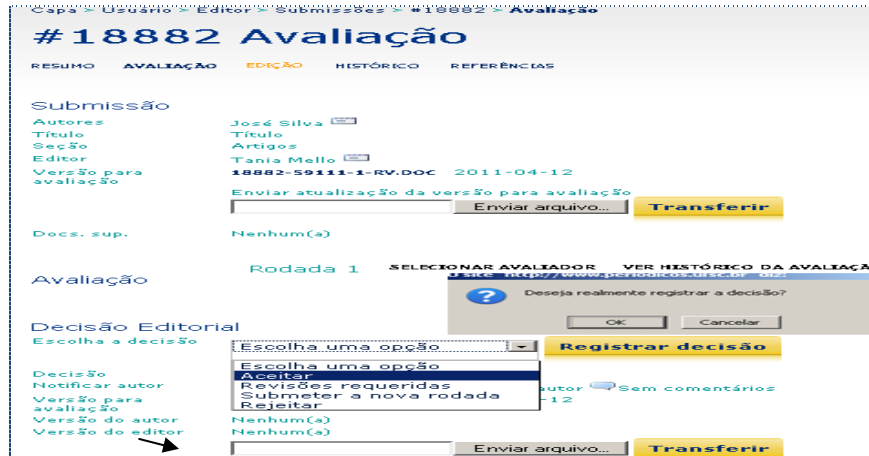 Capa > Usuário > Editor > Submissões > #18882 > Avaliação
#18882 Avaliação
RESUMO AVALIAÇÃO EDIÇÃO HISTÓRICO REFERÊNCIAS
Submissão
Autores José Silva
Título Título
Seção Artigos
Editor Tania Mello
Versão para avaliação 18882-59111-1-RV.DOC 2011-04-12
Enviar atualização da versão para avaliação
Enviar arquivo... Transferir
Docs. sup. Nenhum(a)
Avaliação Rodada 1 SELECIONAR AVALIADOR VER HISTÓRICO DA AVALIAÇÃ
Deseja realmente registrar a decisão?
OK Cancelar
Decisão Editorial
Escolha a decisão Escolha uma opção Registrar decisão
Escolha uma opção
Aceitar
Revisões requeridas
Submeter a nova rodada
Rejeitar
Decisão
Notificar autor autor Sem comentários
Versão para avaliação -12
Versão do autor Nenhum(a)
Versão do editor Nenhum(a)
Enviar arquivo... Transferir